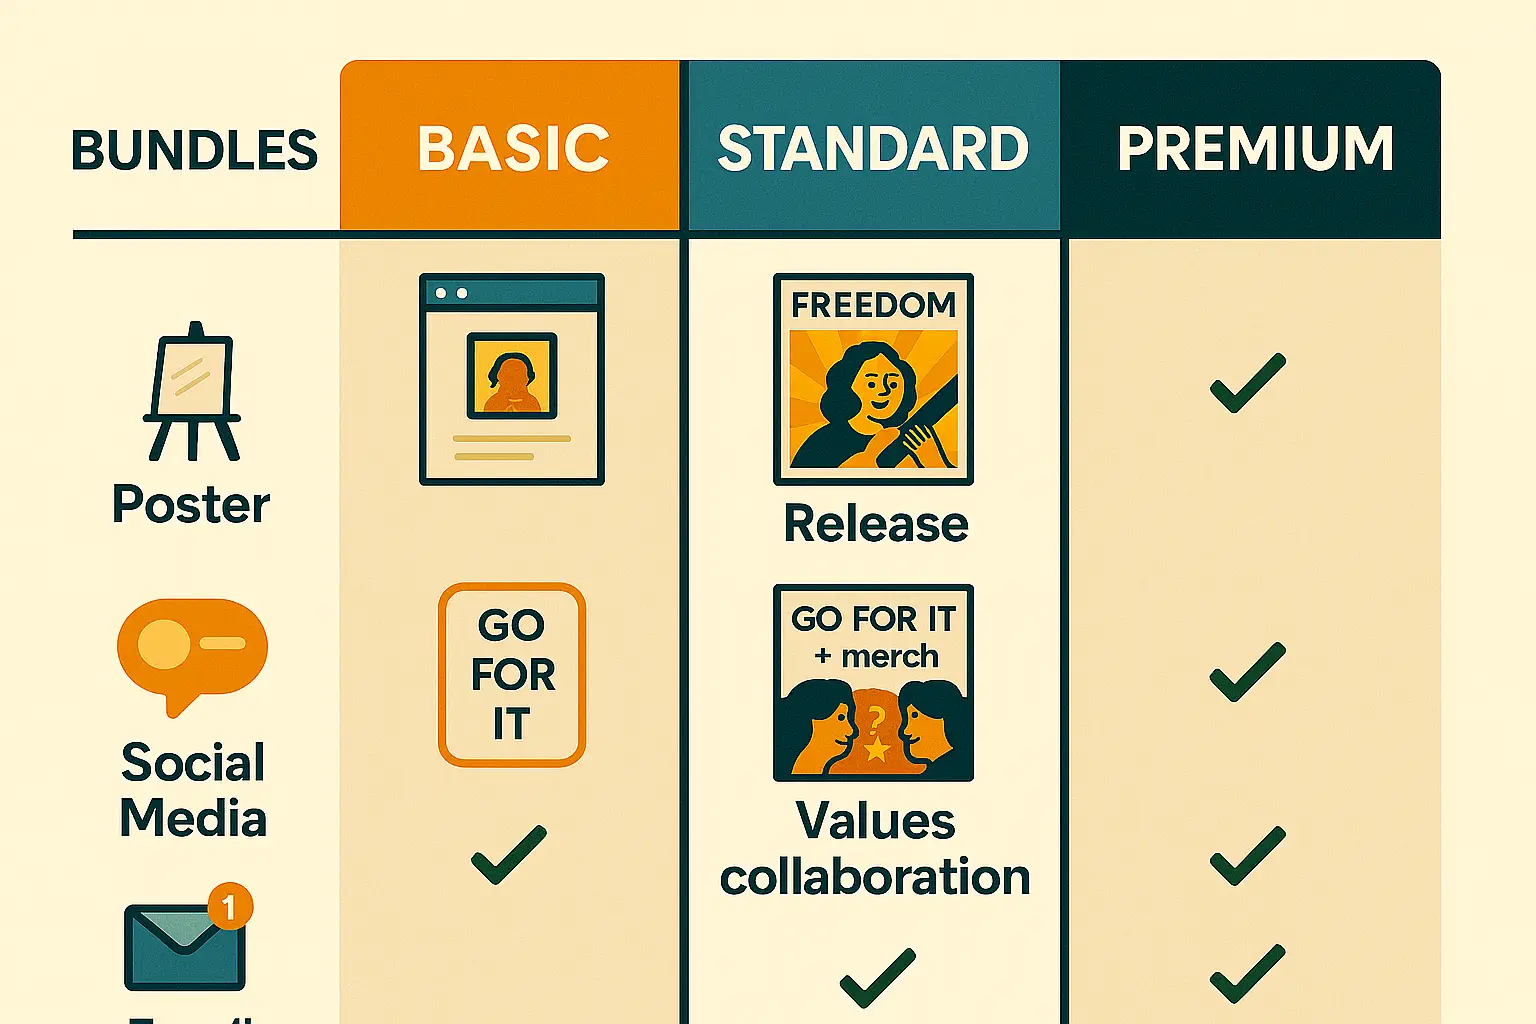 BUNDLES
BASIC
STANDARD
PREMIUM
Poster
FREEDOM
Release
Social
Media
GO
FOR
IT
GO FOR IT
+ merch
?
Values
collaboration
1